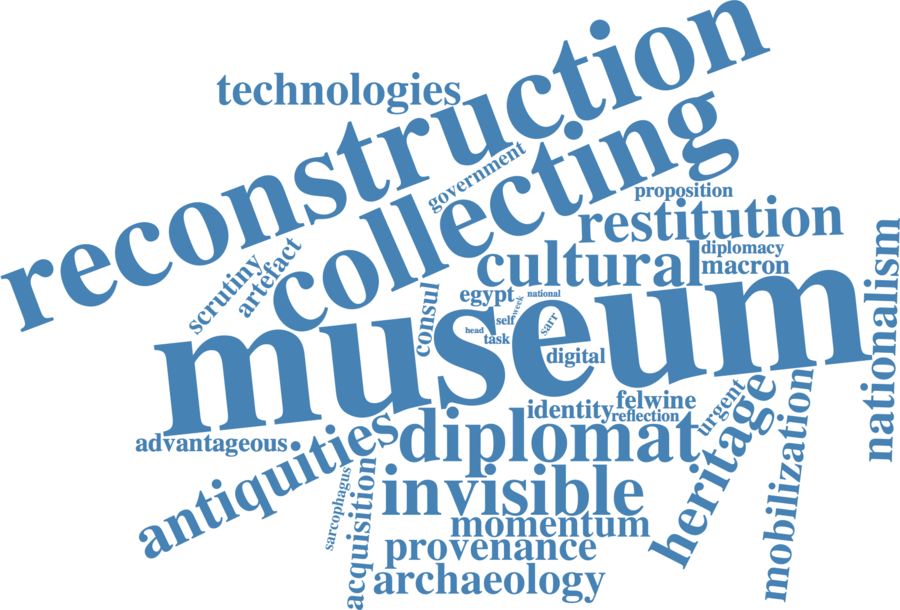 reconstruction
technologies
collecting
government
proposition
restitution
scrutiny
artefact
cultural
diplomacy
macron
nationalism
consul
egypt
national
week
self
sarr
head
task
museum
digital
identity
felwine
reflection
urgent
advantageous
antiquities
diplomat
heritage
mobilization
sarcophagus
acquisition
invisible
momentum
provenance
archaeology